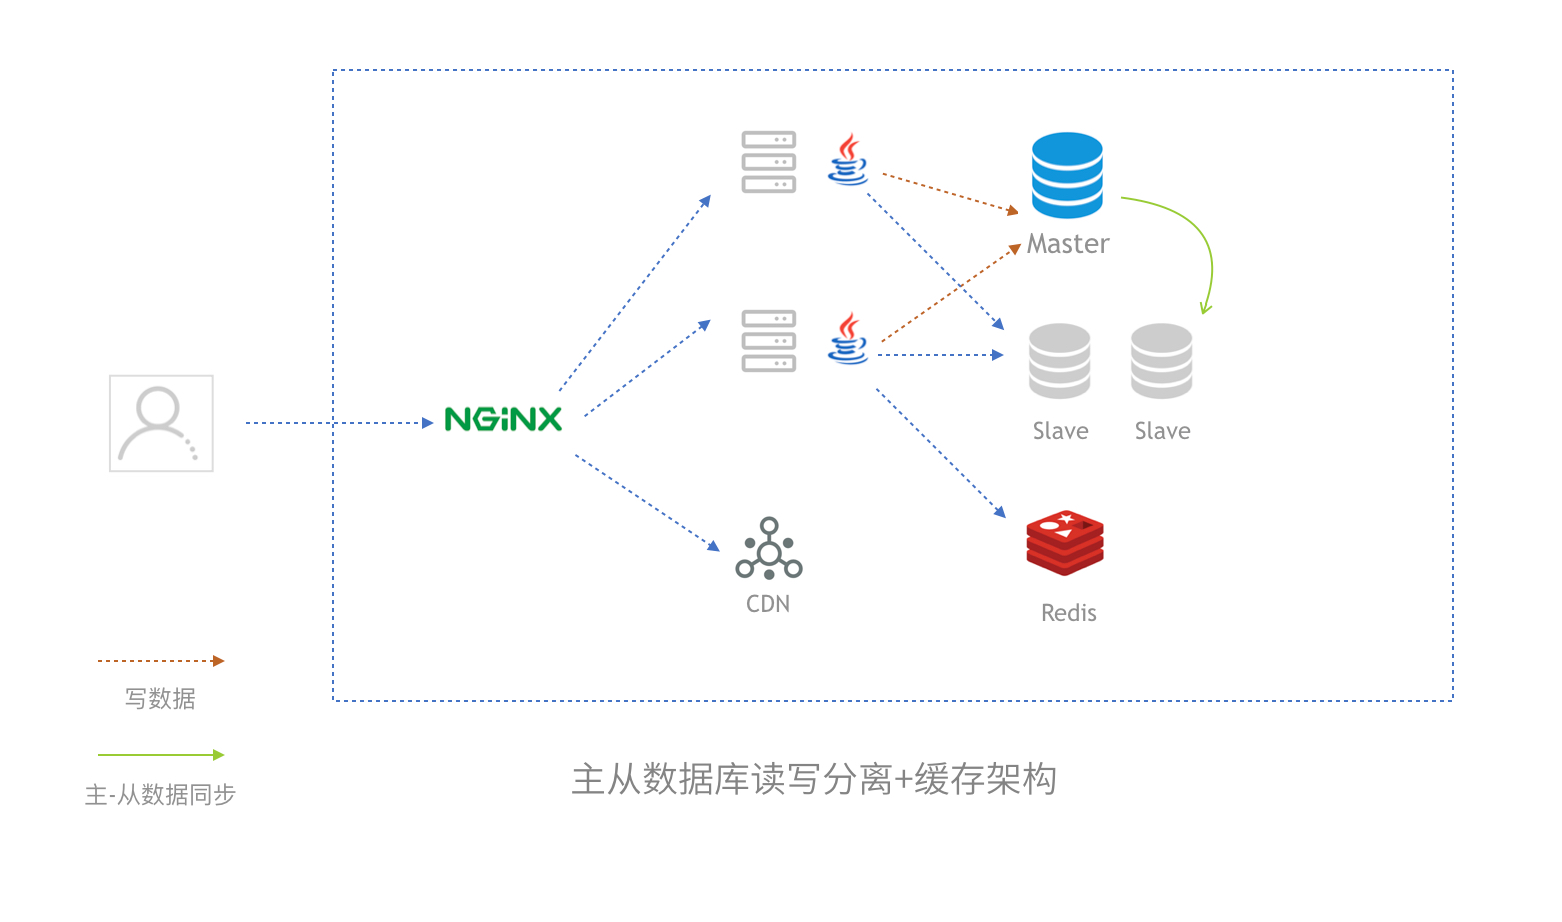 Master
NGiNX
Slave
Slave
CDN
Redis
写数据
主-从数据同步
主从数据库读写分离+缓存架构